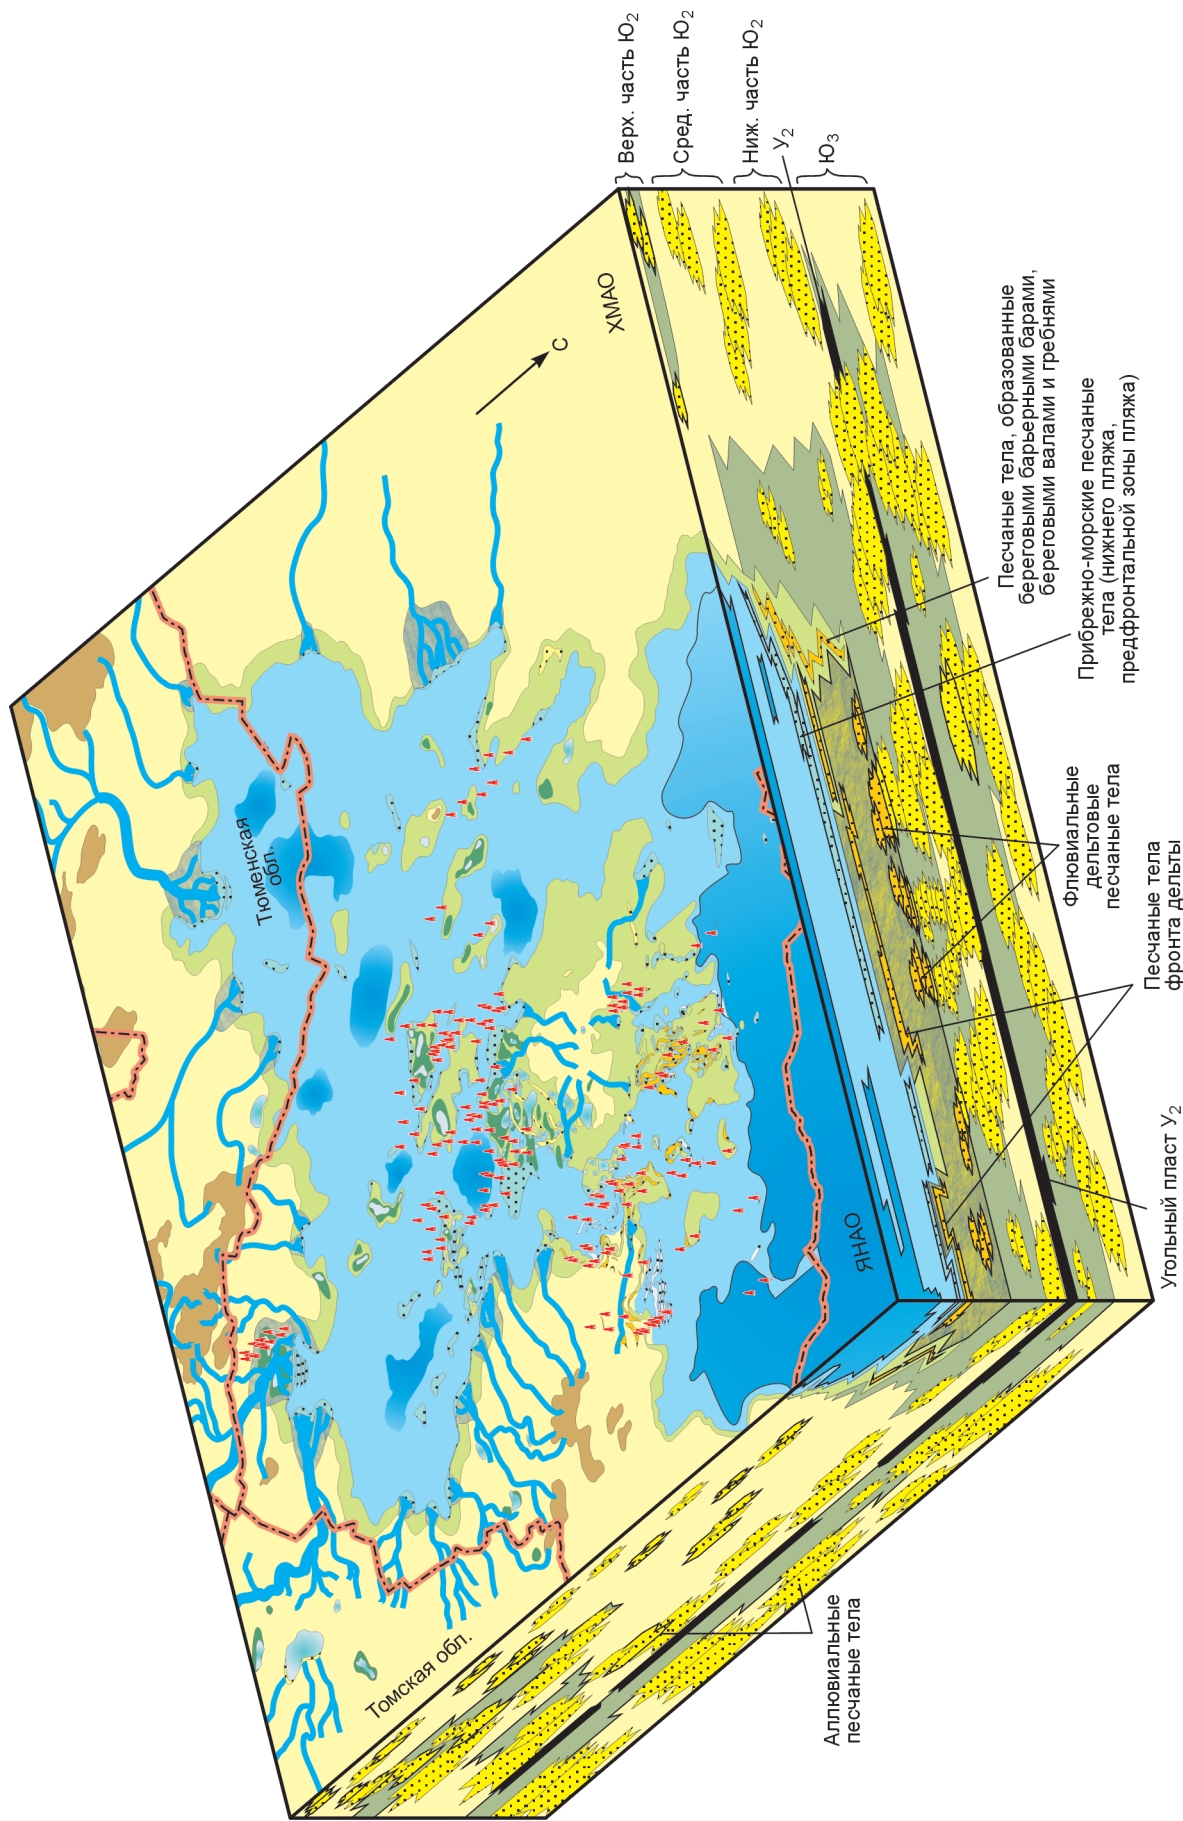 Томская обл.
Тюменская
обл.
ЯНАО
ХМАО
С
Верх. часть Ю2
Сред. часть Ю2
Ниж. часть Ю2
У2
Ю3
Песчаные тела, образованные
береговыми барьерными барами,
береговыми валами и гребнями
Прибрежно-морские песчаные
тела (нижнего пляжа,
предфронтальной зоны пляжа)
Флювиальные
дельтовые
песчаные тела
Песчаные тела
фронта дельты
Угольный пласт У2
Аллювиальные
песчаные тела